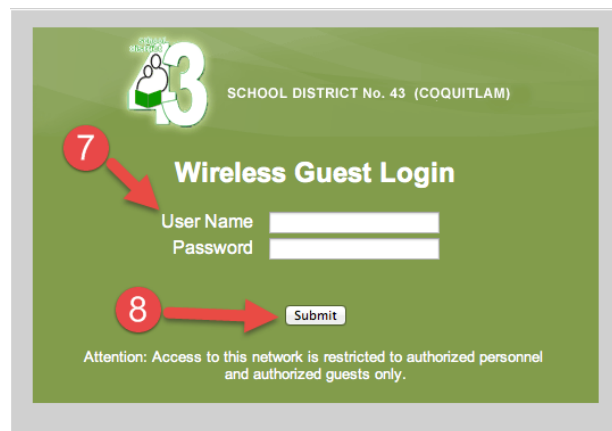 43
SCHOOL DISTRICT No. 43 (COQUITLAM)
7
Wireless Guest Login
User Name
Password
8
Submit
Attention: Access to this network is restricted to authorized personnel
and authorized guests only.